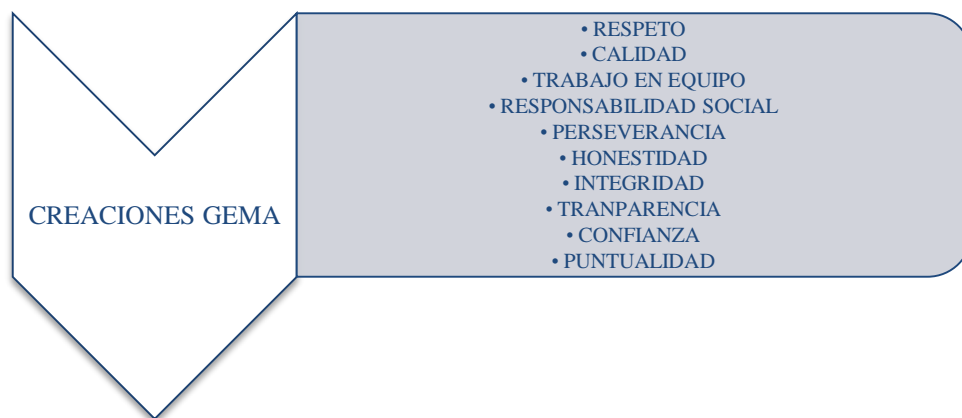 CREACIONES GEMA
• RESPETO
• CALIDAD
• TRABAJO EN EQUIPO
• RESPONSABILIDAD SOCIAL
• PERSEVERANCIA
• HONESTIDAD
• INTEGRIDAD
• TRANPARENCIA
• CONFIANZA
• PUNTUALIDAD